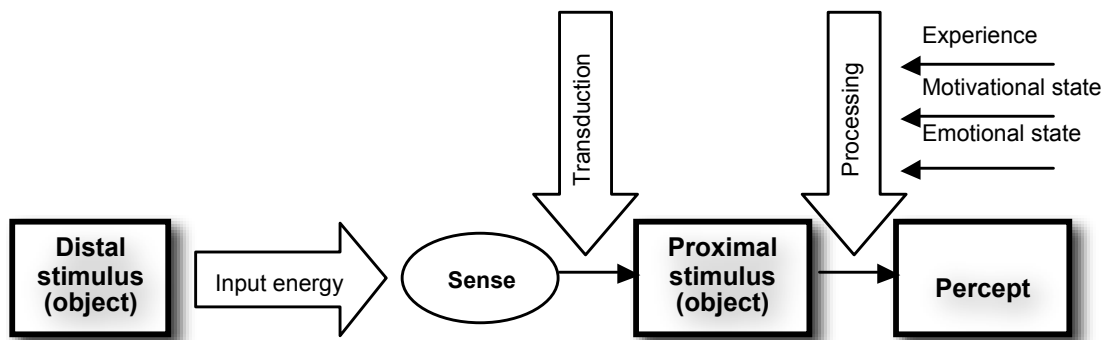 Experience
Motivational state
Emotional state
Transduction
Processing
Distal
stimulus
(object)
Input energy
Sense
Proximal
stimulus
(object)
Percept